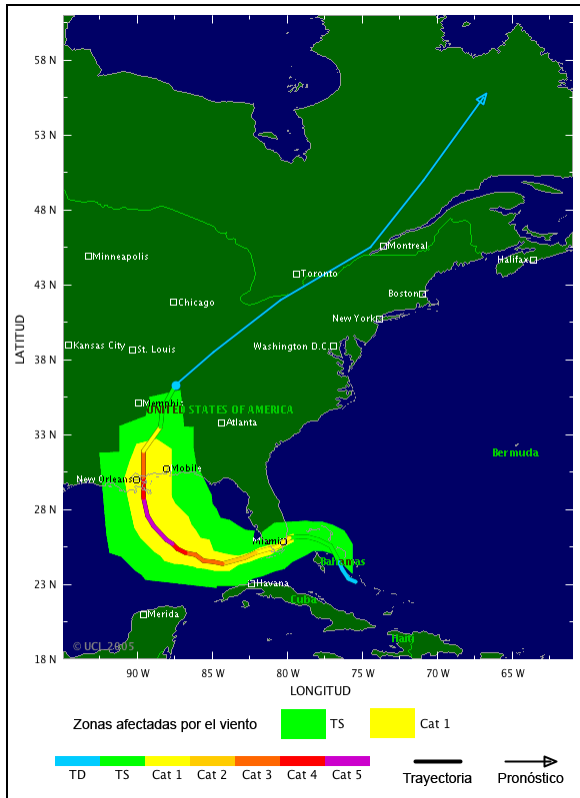 58 N
53 N
48 N
43 N
38 N
33 N
28 N
23 N
18 N
LATITUD
Minneapolis
Montreal
Halifax
Toronto
Boston
Chicago
New York
Kansas City
St. Louis
Washington D.C.
Memphis
UNITED STATES OF AMERICA
Atlanta
Bermuda
New Orleans
Mobile
Miami
Bahamas
Havana
Cuba
Merida
Haiti
© UCL 2005
90 W
85 W
80 W
75 W
70 W
65 W
LONGITUD
Zonas afectadas por el viento
TS
Cat 1
TD
TS
Cat 1
Cat 2
Cat 3
Cat 4
Cat 5
Trayectoria
Pronóstico